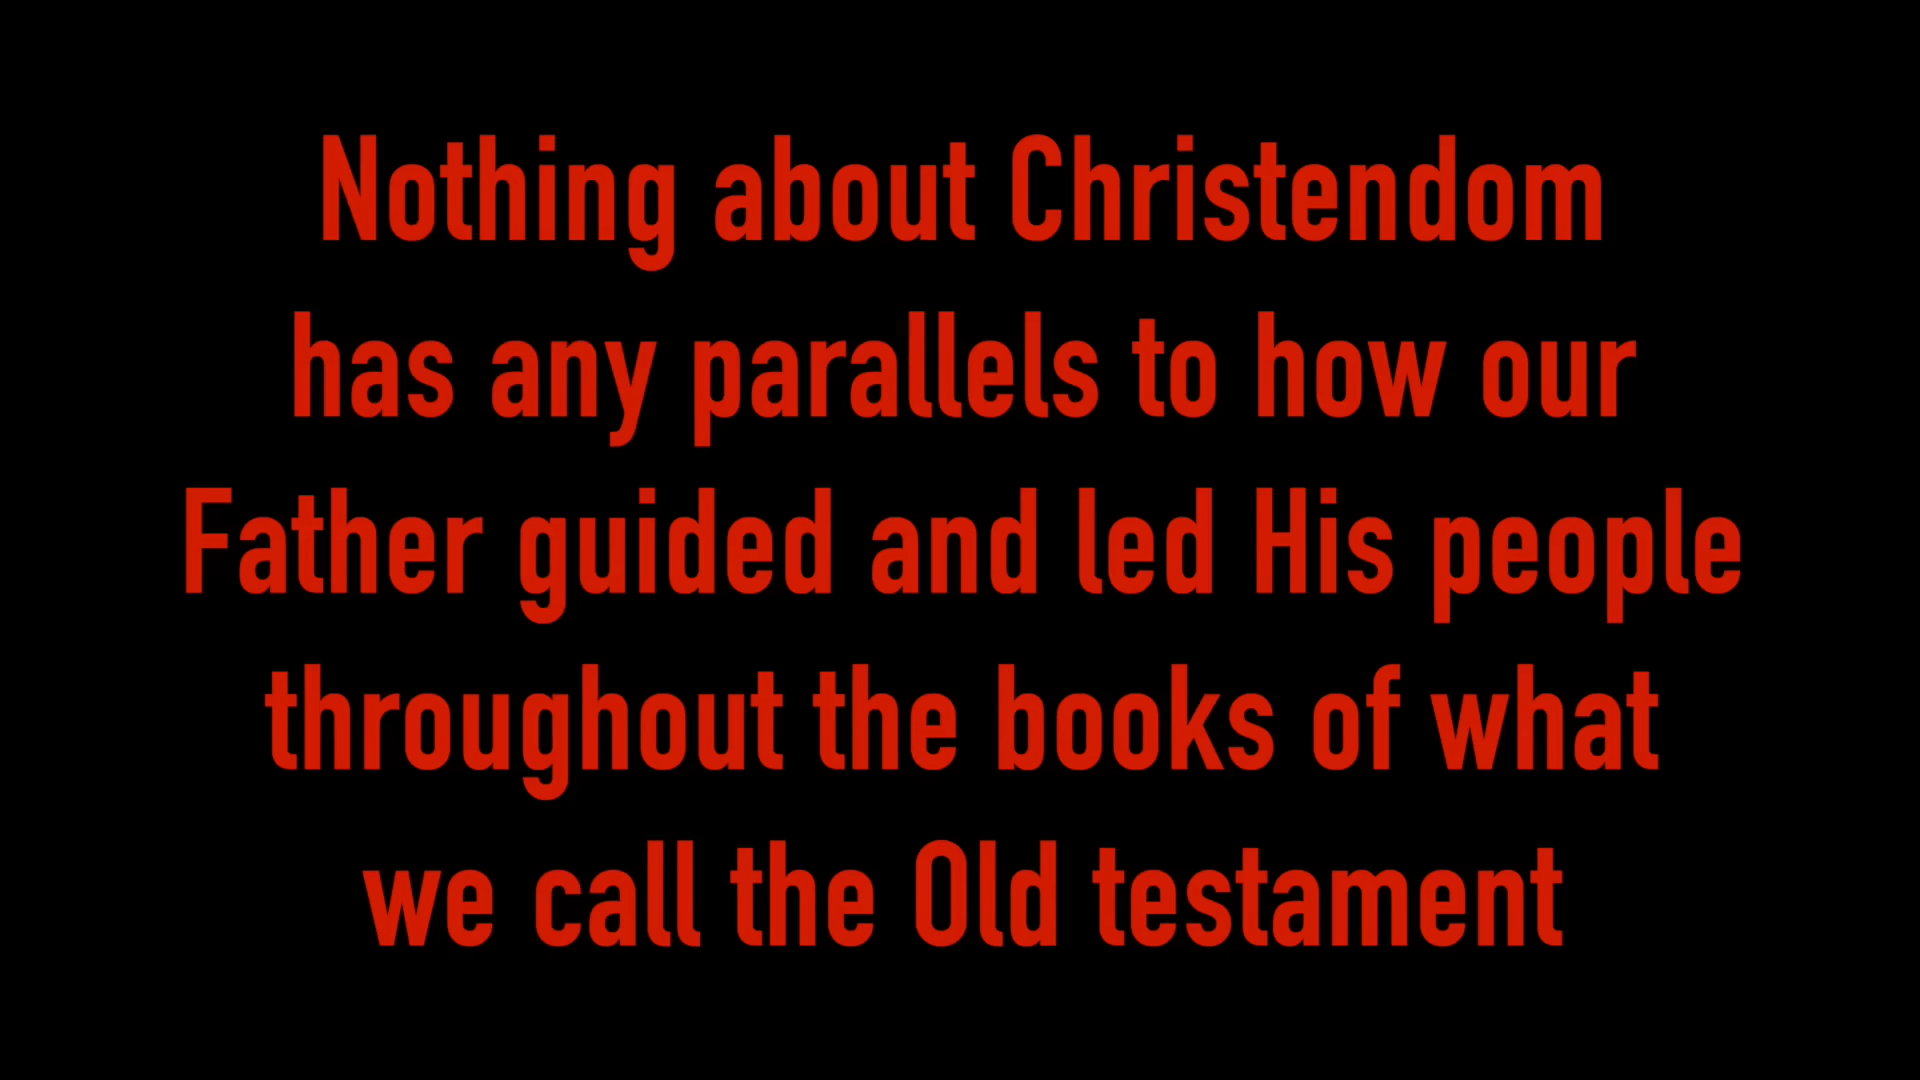 Nothing about Christendom
has any parallels to how our
Father guided and led His people
throughout the books of what
we call the Old testament